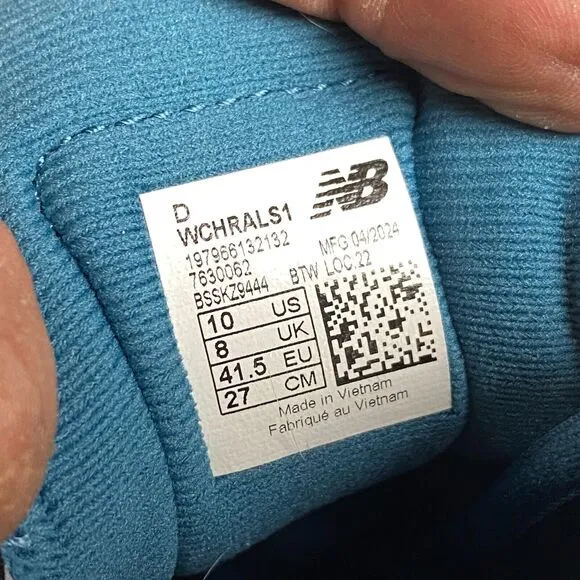 D
NB
WCHRALS1
197966132132 MFG 04/2024
7630062 LOC:22
BSSKZ9444 BTW
10 US
8 UK
41.5 EU
27 CM
Made in Vietnam
Fabriqué au Vietnam